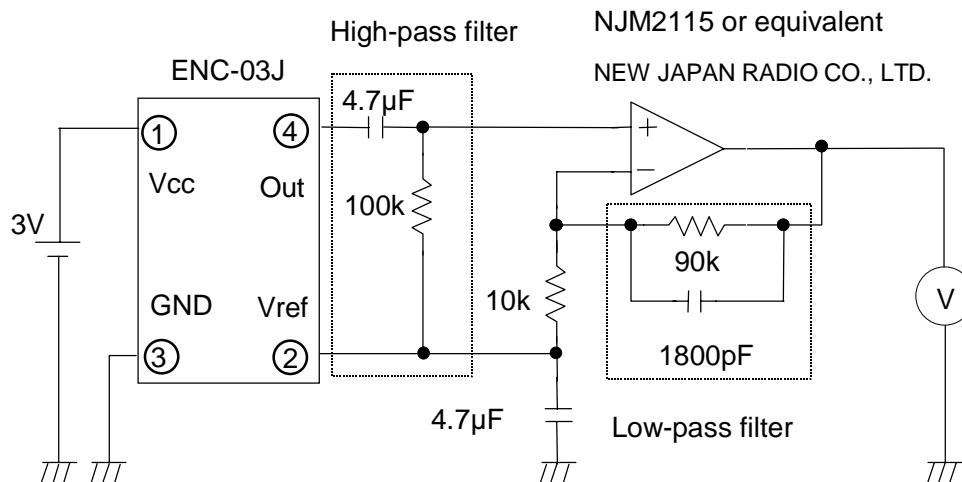 High-pass filter
NJM2115 or equivalent
NEW JAPAN RADIO CO., LTD.
ENC-03J
4.7µF
1
4
+
Vcc
Out
−
100k
3V
90k
GND
Vref
10k
V
3
2
1800pF
4.7µF
Low-pass filter